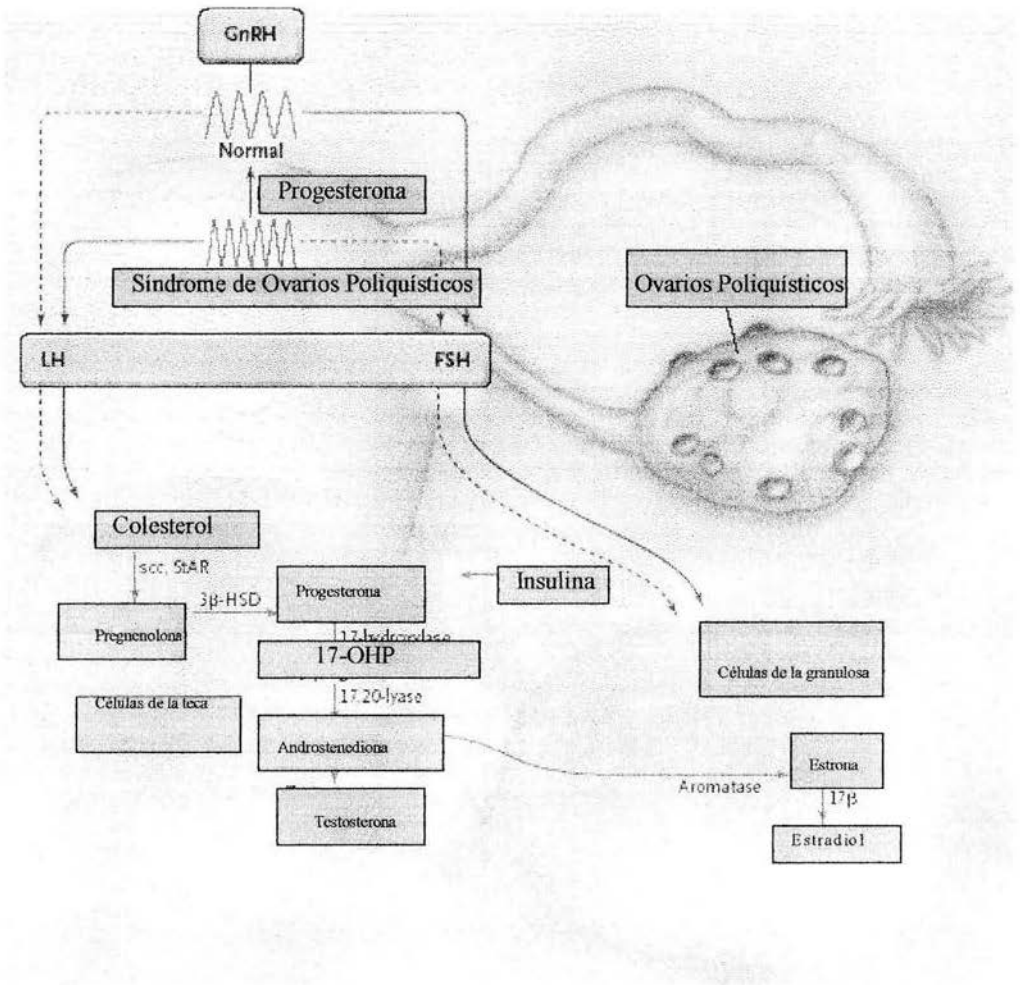 GnRH
Normal
Progesterona
Síndrome de Ovarios Poliquísticos
Ovarios Poliquísticos
LH
FSH
Colesterol
scc, StAR
Insulina
Progesterona
3β-HSD
Pregnenolona
17-OHP
Células de la granulosa
17,20-lyase
Células de la teca
Androstenediona
Estrona
Aromatase
17β
Testosterona
Estradiol